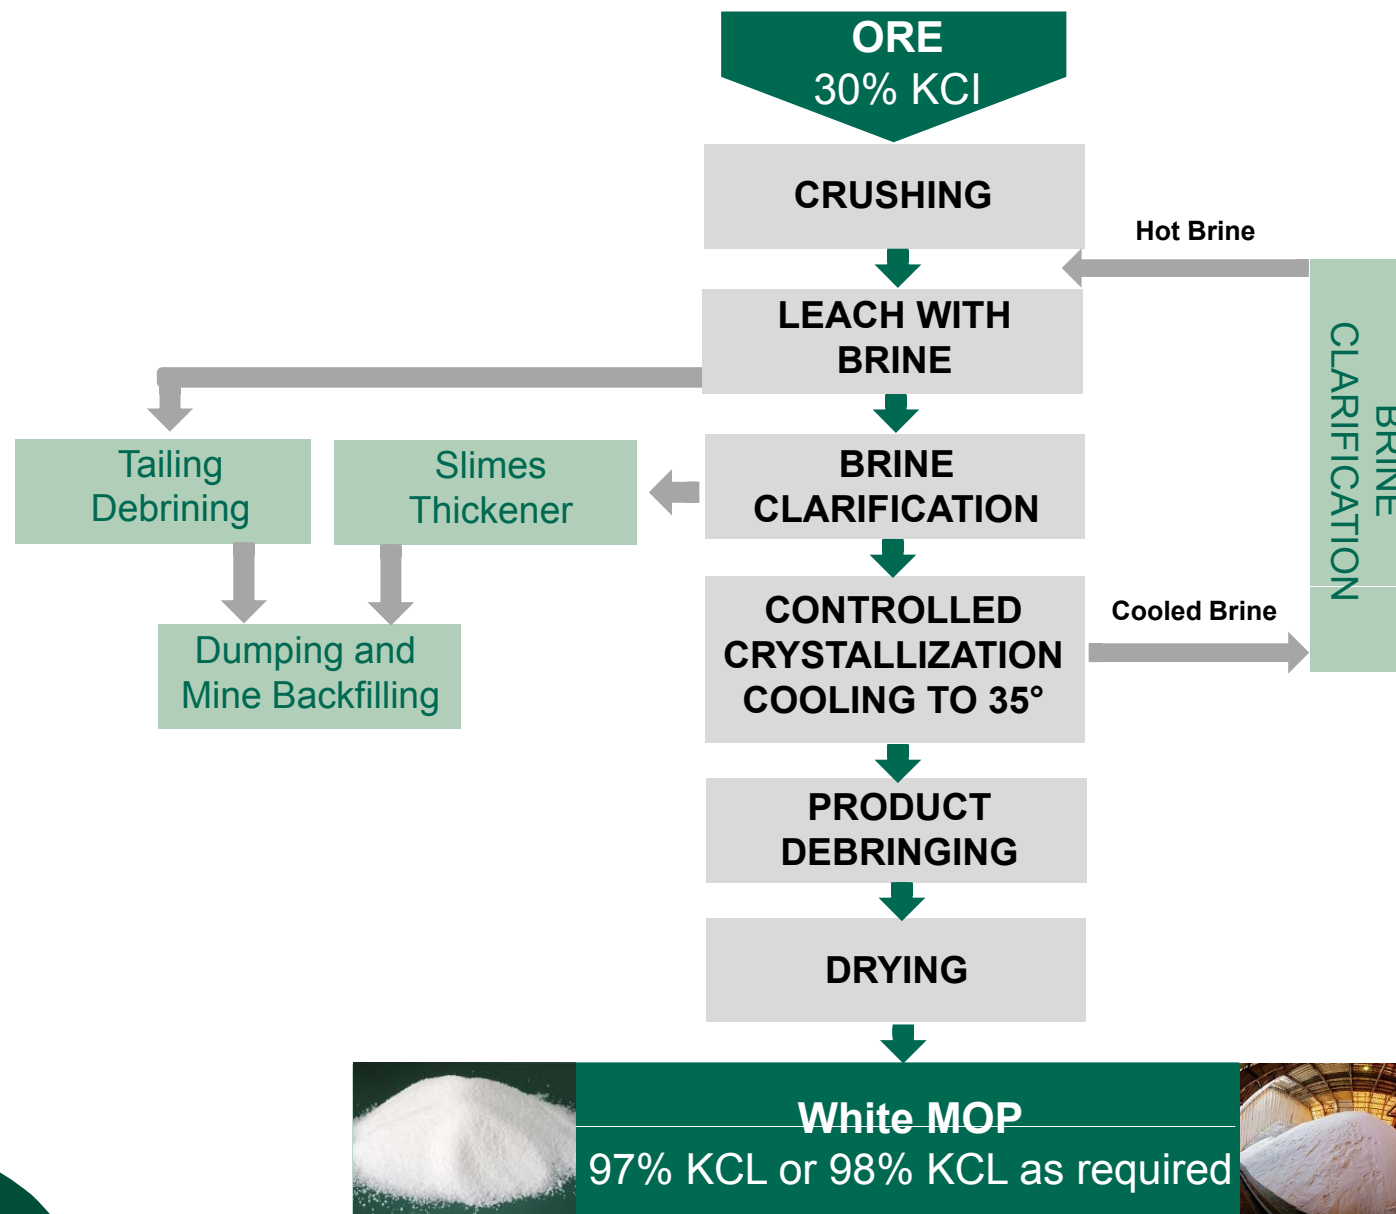 ORE
30% KCl
CRUSHING
Hot Brine
LEACH WITH
BRINE
BRINE
CLARIFICATION
Tailing
Debrining
Slimes
Thickener
BRINE
CLARIFICATION
Dumping and
Mine Backfilling
CONTROLLED
CRYSTALLIZATION
COOLING TO 35°
Cooled Brine
PRODUCT
DEBRINGING
DRYING
White MOP
97% KCL or 98% KCL as required